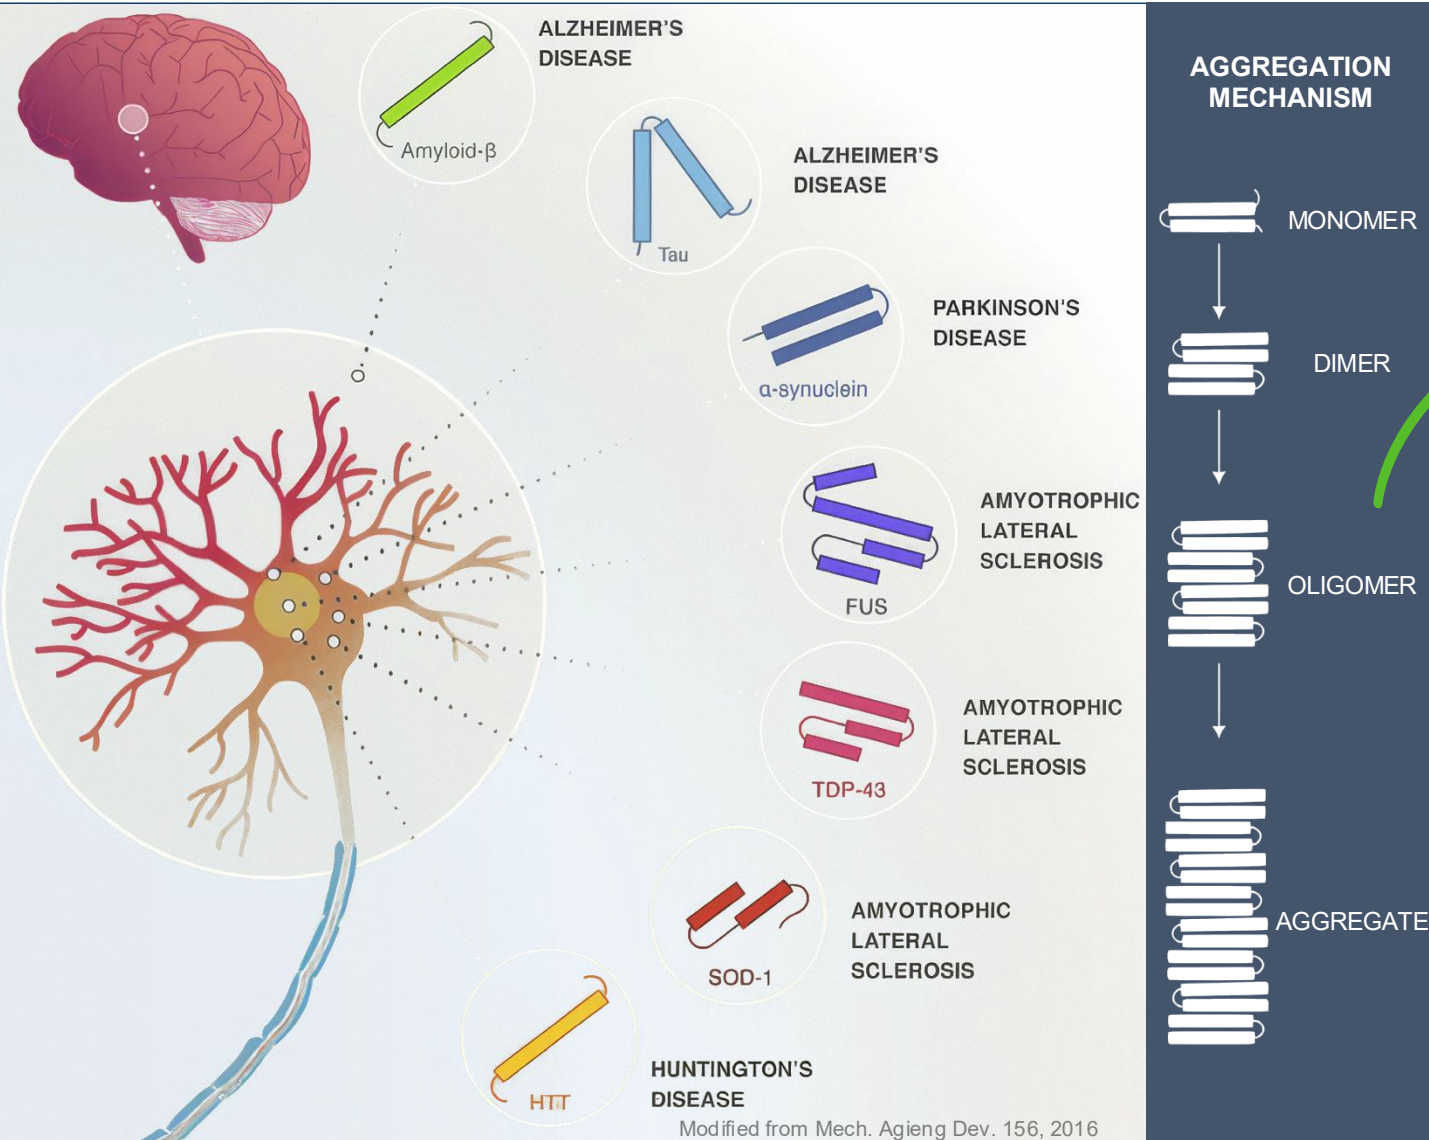 ALZHEIMER'S
DISEASE
Amyloid-β
ALZHEIMER'S
DISEASE
Tau
PARKINSON'S
DISEASE
α-synuclein
AMYOTROPHIC
LATERAL
SCLEROSIS
FUS
AMYOTROPHIC
LATERAL
SCLEROSIS
TDP-43
AMYOTROPHIC
LATERAL
SCLEROSIS
SOD-1
HUNTINGTON'S
DISEASE
HTT
Modified from Mech. Agieng Dev. 156, 2016
AGGREGATION
MECHANISM
MONOMER
DIMER
OLIGOMER
AGGREGATE